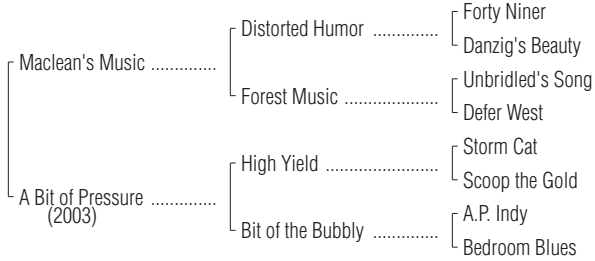 Forty Niner
Distorted Humor ..............
Danzig's Beauty
Maclean's Music ..............
Unbridled's Song
Forest Music ....................
Defer West
Storm Cat
High Yield ........................
Scoop the Gold
A Bit of Pressure ..............
(2003)
A.P. Indy
Bit of the Bubbly ..............
Bedroom Blues